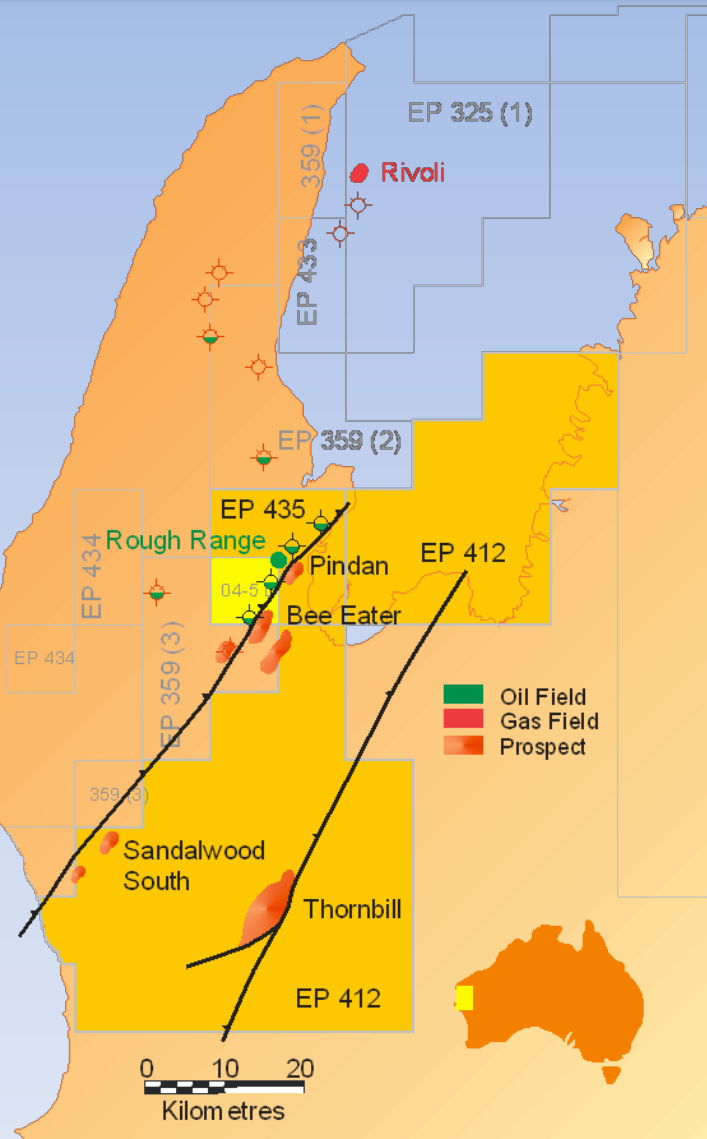 EP 325 (1)
359 (1)
Rivoli
EP 433
EP 359 (2)
EP 435
Rough Range
EP 412
Pindan
EP 434
04-5
Bee Eater
EP 434
EP 359 (3)
Oil Field
Gas Field
Prospect
359 (3)
Sandalwood
South
Thornbill
EP 412
0 10 20
Kilometres